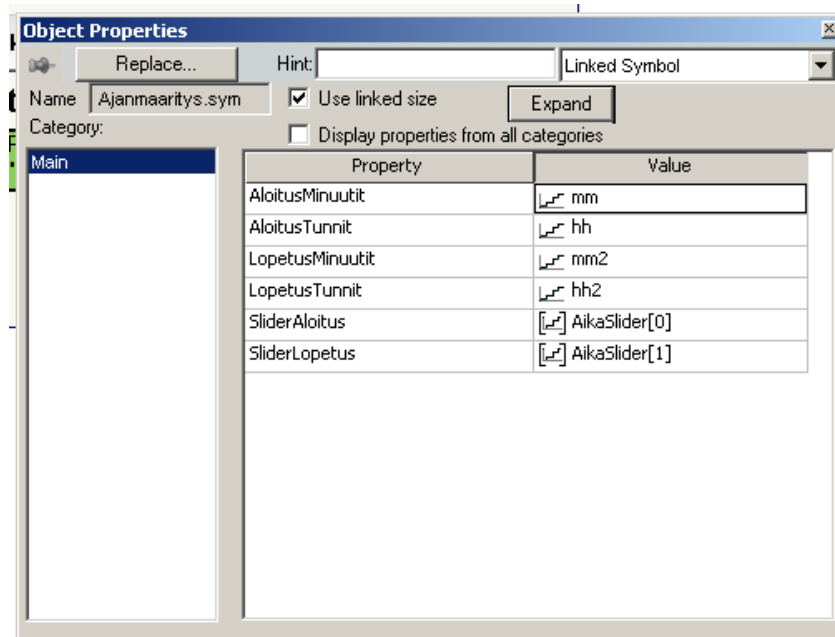 Object Properties
Replace...
Hint:
Linked Symbol
Name
Ajanmaaritys.sym
Use linked size
Expand
Category:
Display properties from all categories
Main
Property
Value
AloitusMinuutit
mm
AloitusTunnit
hh
LopetusMinuutit
mm2
LopetusTunnit
hh2
SliderAloitus
AikaSlider[0]
SliderLopetus
AikaSlider[1]